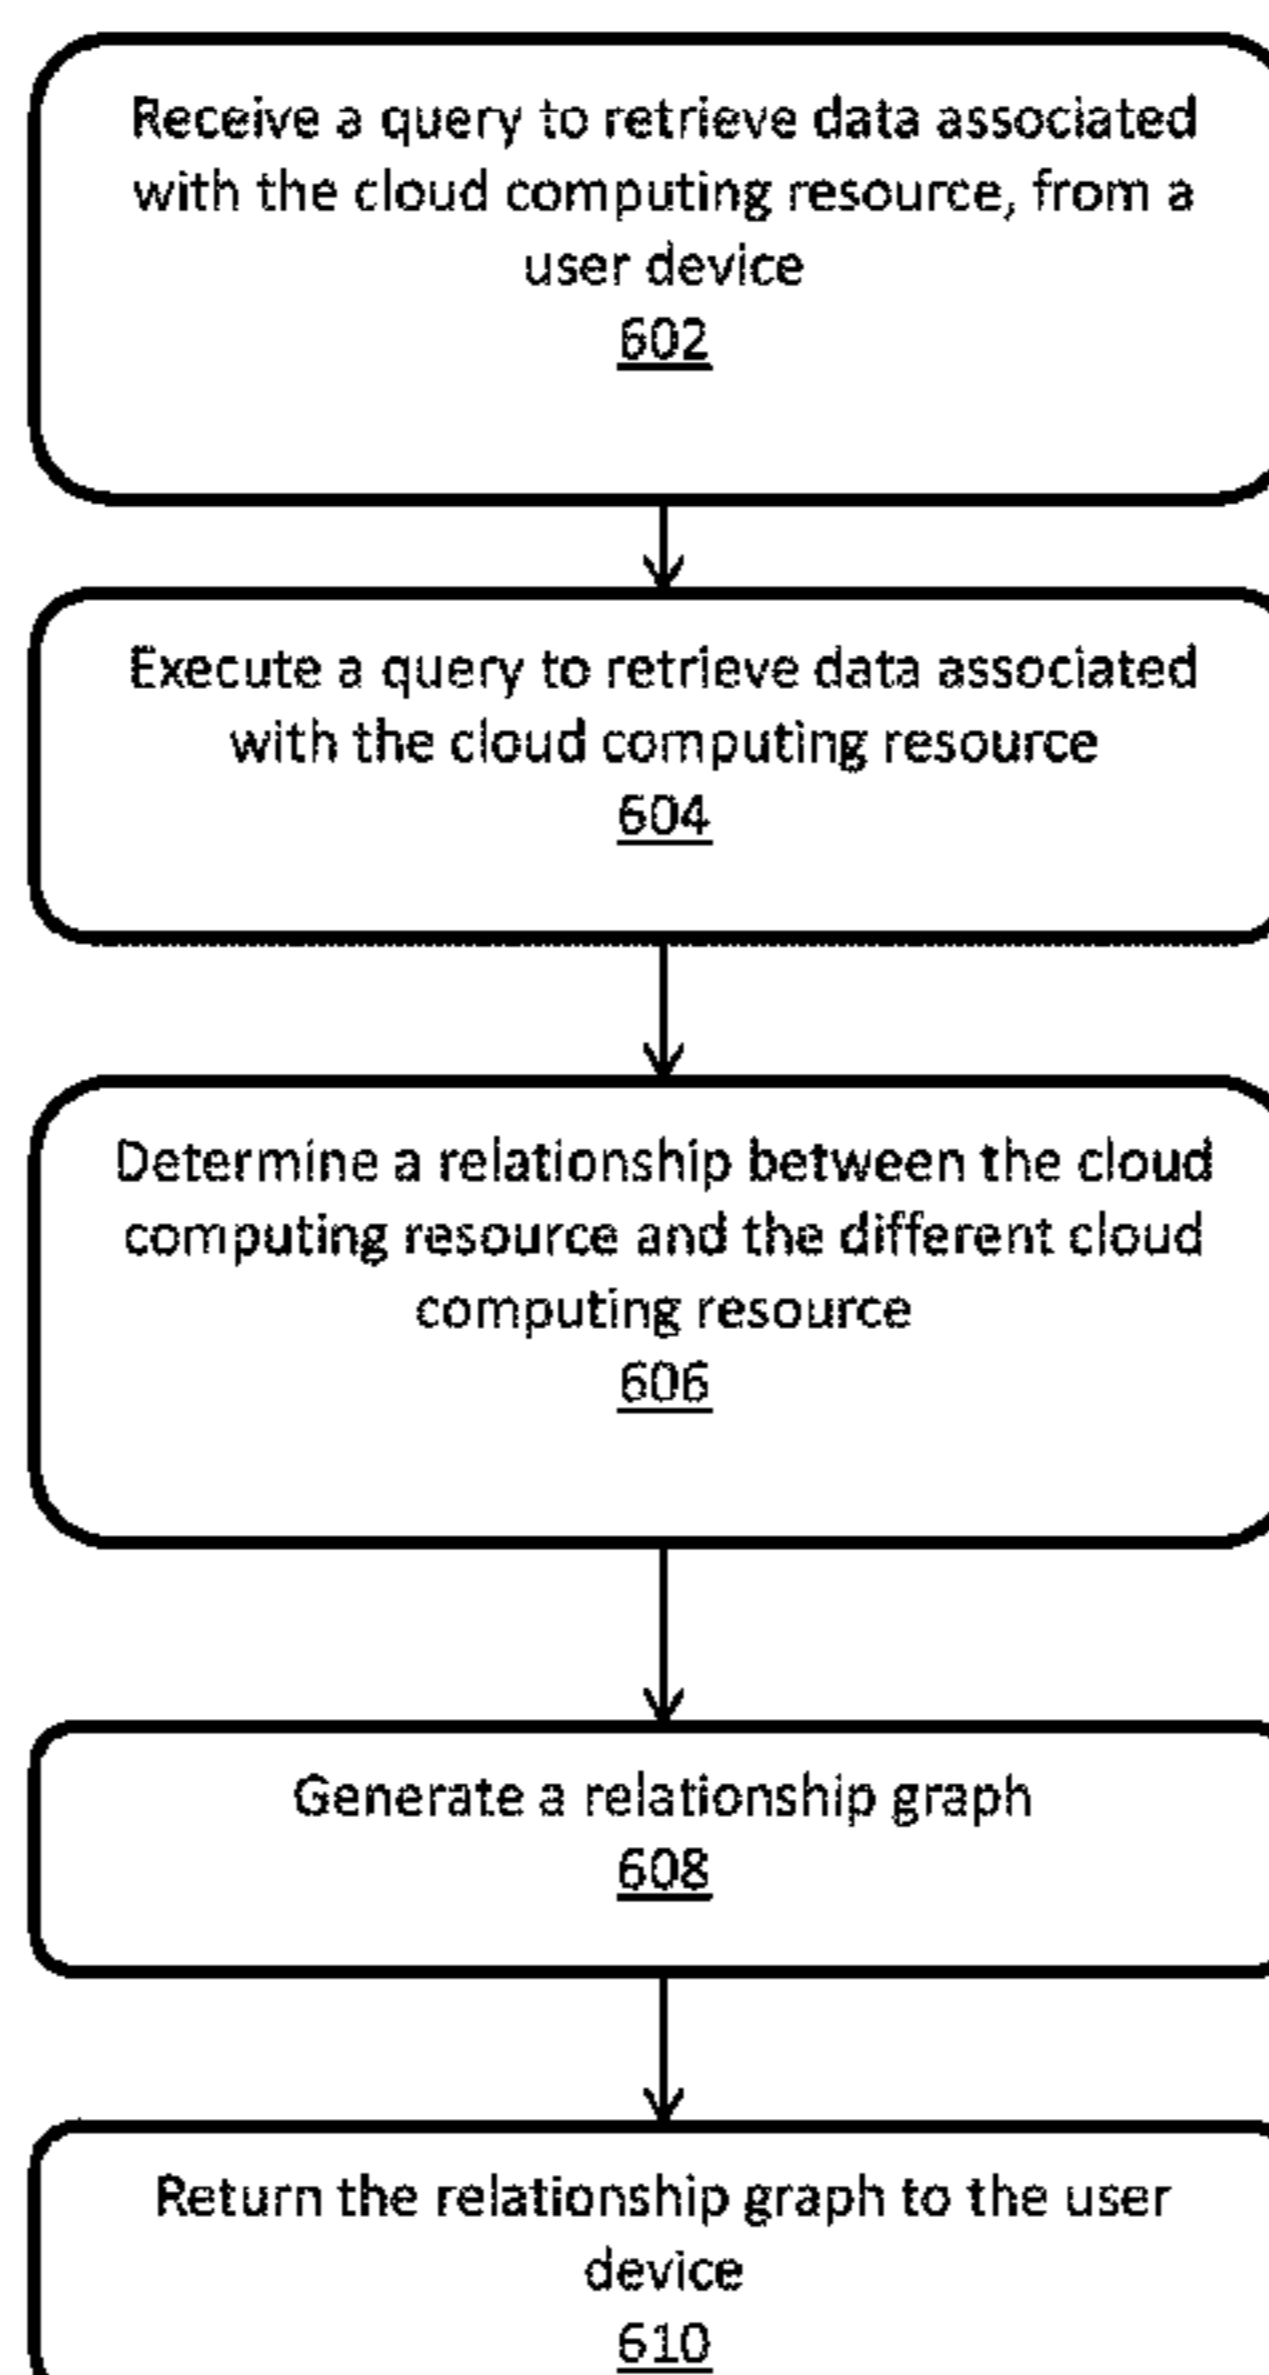 Receive a query to retrieve data associated
with the cloud computing resource, from a
user device
602
Execute a query to retrieve data associated
with the cloud computing resource
604
Determine a relationship between the cloud
computing resource and the different cloud
computing resource
606
Generate a relationship graph
608
Return the relationship graph to the user
device
610